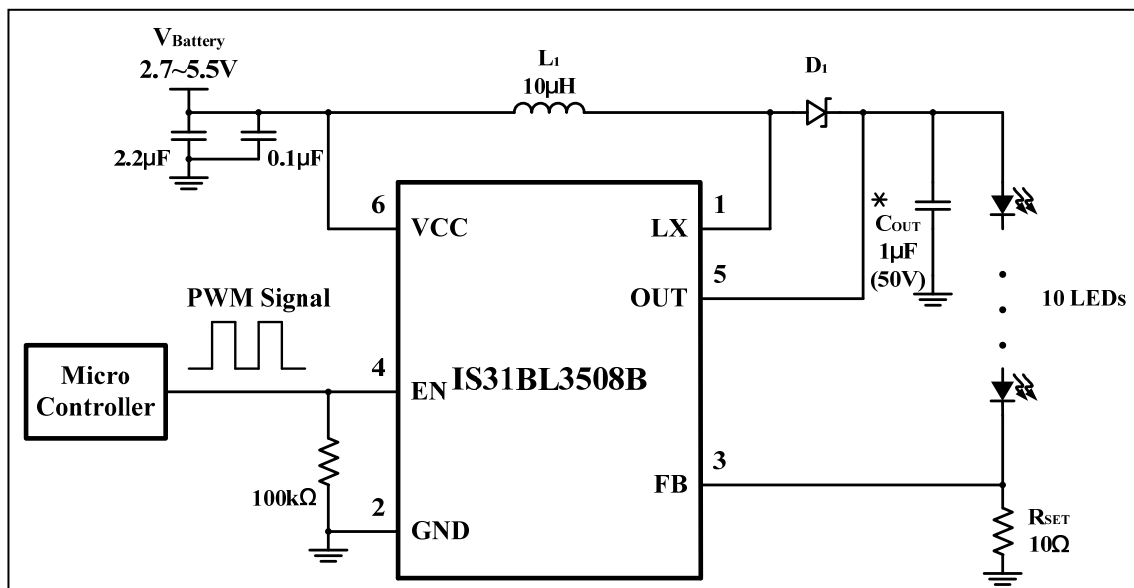 VBattery
2.7~5.5V
L1
10µH
D1
2.2µF
0.1µF
6
VCC
LX
1
*
COUT
1µF
(50V)
5
OUT
10 LEDs
PWM Signal
Micro
Controller
4
EN
IS31BL3508B
3
FB
100kΩ
2
GND
RSET
10Ω